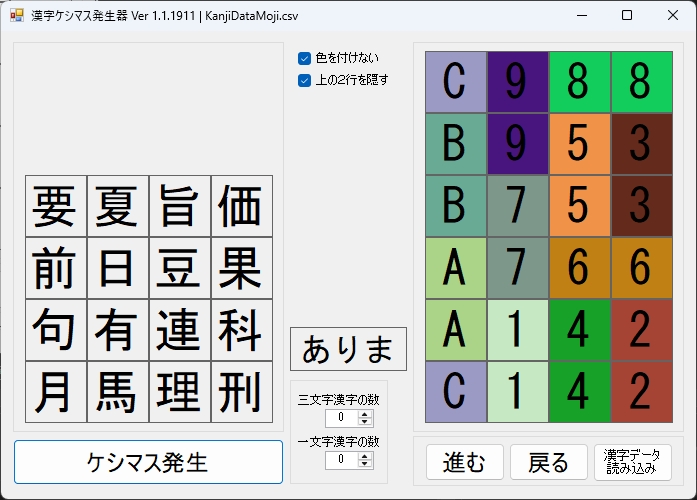 漢字ケシマス発生器 Ver 1.1.1911 | KanjiDataMoji.csv
色を付けない
上の2行を隠す
要 夏 旨 価
前 日 豆 果
句 有 連 科
月 馬 理 刑
ありま
三文字漢字の数
0
一文字漢字の数
0
ケシマス発生
C 9 8 8
B 9 5 3
B 7 5 3
A 7 6 6
A 1 4 2
C 1 4 2
進む
戻る
漢字データ
読み込み